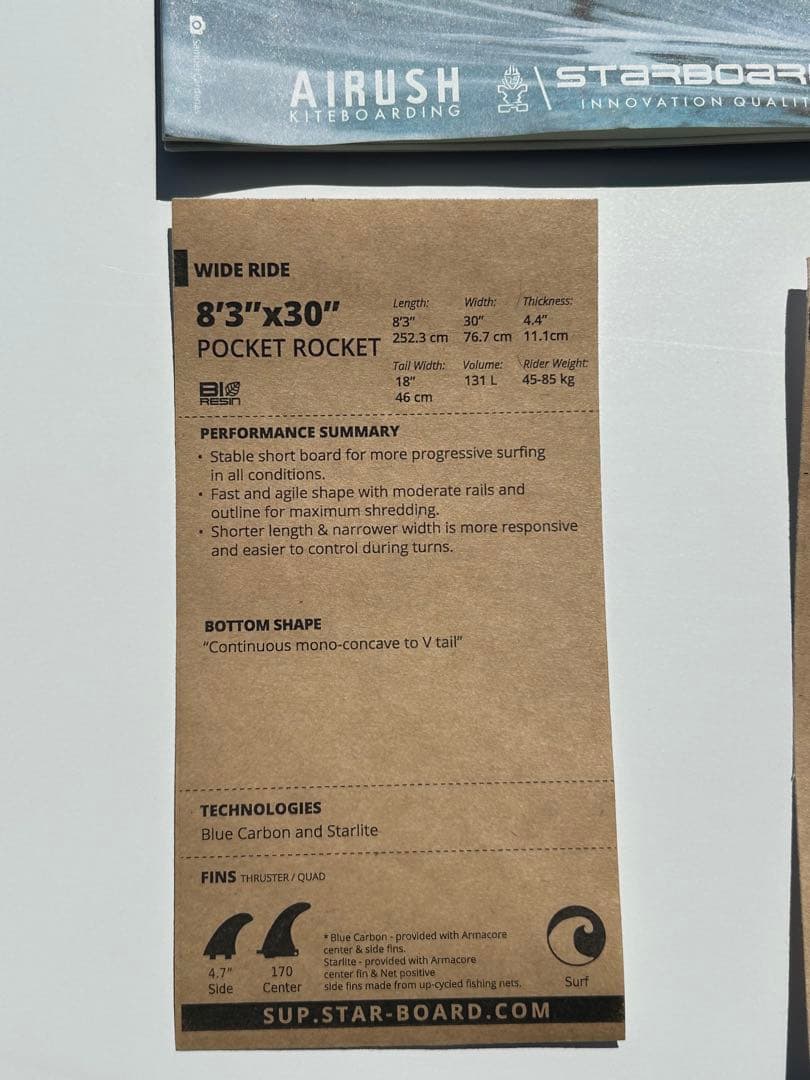 AIRUSH
KITEBOARDING
STARBOAR
INNOVATION QUALIT
WIDE RIDE
8'3"x30"
POCKET ROCKET
BIO
RESIN
Length: Width: Thickness:
8'3" 30" 4.4"
252.3 cm 76.7 cm 11.1cm
Tail Width: Volume: Rider Weight:
18" 131 L 45-85 kg
46 cm
PERFORMANCE SUMMARY
• Stable short board for more progressive surfing
in all conditions.
• Fast and agile shape with moderate rails and
outline for maximum shredding.
• Shorter length & narrower width is more responsive
and easier to control during turns.
BOTTOM SHAPE
"Continuous mono-concave to V tail"
TECHNOLOGIES
Blue Carbon and Starlite
FINS THRUSTER / QUAD
4.7"
Side
170
Center
* Blue Carbon - provided with Armacore
center & side fins.
Starlite - provided with Armacore
center fin & Net positive
side fins made from up-cycled fishing nets.
Surf
SUP.STAR-BOARD.COM